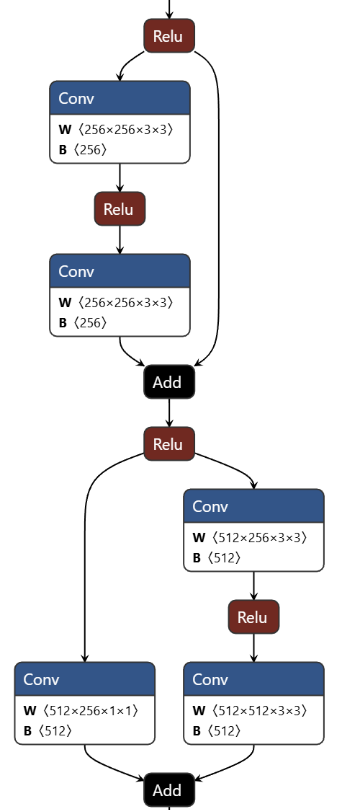 Relu
Conv
W 〈256×256×3×3〉
B 〈256〉
Relu
Conv
W 〈256×256×3×3〉
B 〈256〉
Add
Relu
Conv
W 〈512×256×3×3〉
B 〈512〉
Relu
Conv
W 〈512×256×1×1〉
B 〈512〉
Conv
W 〈512×512×3×3〉
B 〈512〉
Add